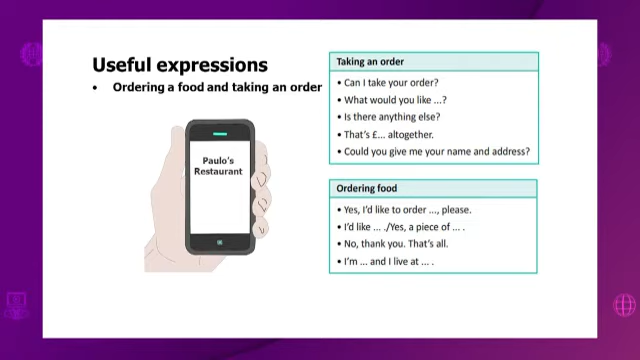 Useful expressions
• Ordering a food and taking an order
Paulo's
Restaurant
Taking an order
• Can I take your order?
• What would you like ...?
• Is there anything else?
• That's £... altogether.
• Could you give me your name and address?
Ordering food
• Yes, I'd like to order ..., please.
• I'd like ... ./Yes, a piece of ... .
• No, thank you. That's all.
• I'm ... and I live at ... .